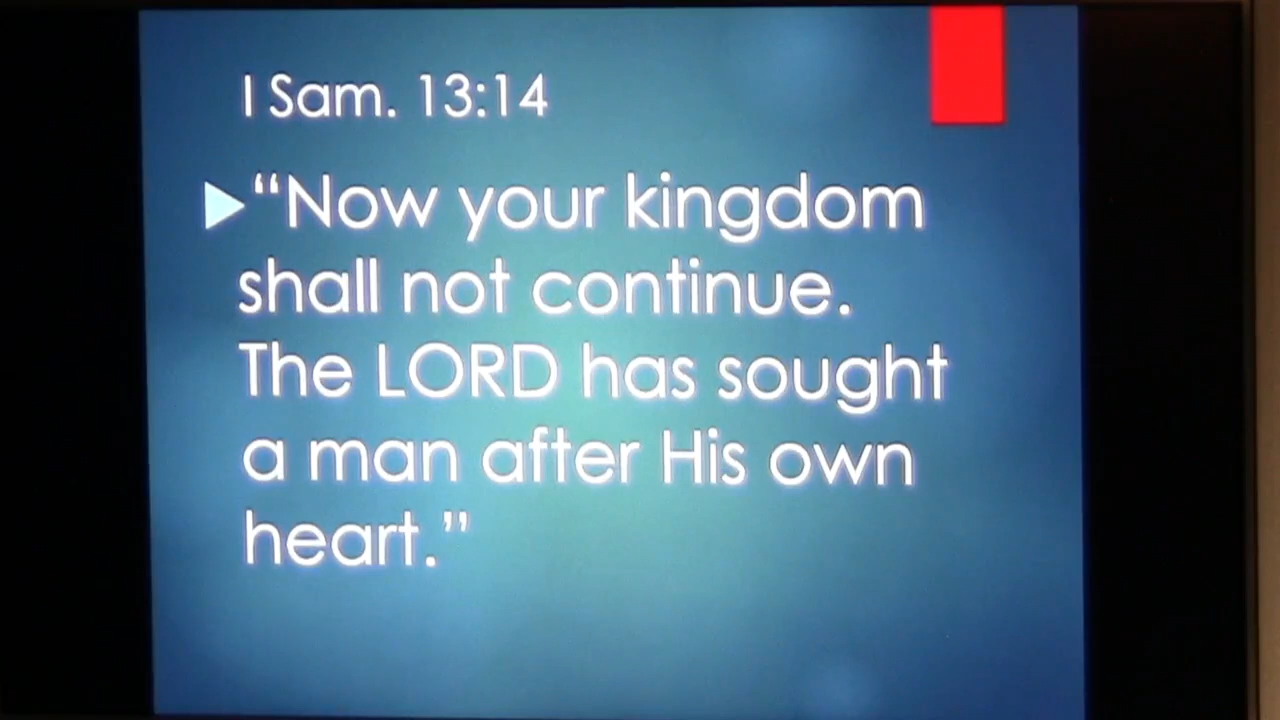 I Sam. 13:14
“Now your kingdom
shall not continue.
The LORD has sought
a man after His own
heart.”